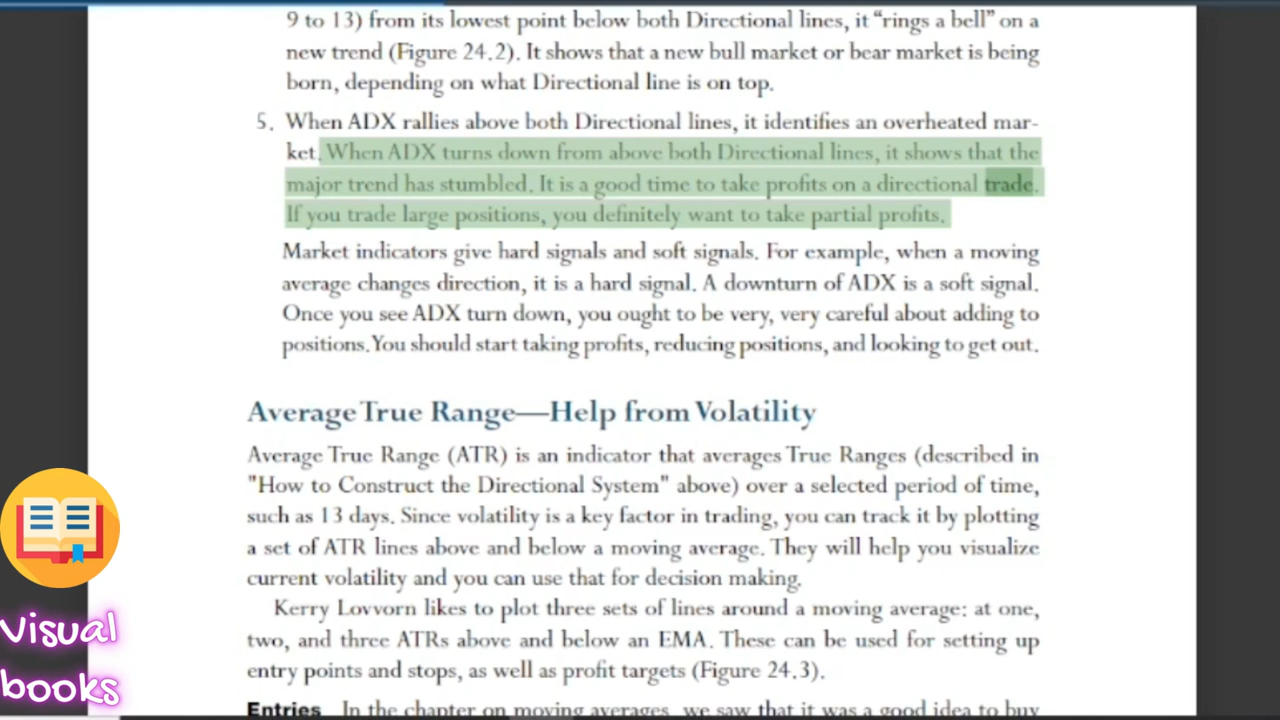 9 to 13) from its lowest point below both Directional lines, it “rings a bell” on a
new trend (Figure 24.2). It shows that a new bull market or bear market is being
born, depending on what Directional line is on top.
5. When ADX rallies above both Directional lines, it identifies an overheated mar-
ket. When ADX turns down from above both Directional lines, it shows that the
major trend has stumbled. It is a good time to take profits on a directional trade.
If you trade large positions, you definitely want to take partial profits.
Market indicators give hard signals and soft signals. For example, when a moving
average changes direction, it is a hard signal. A downturn of ADX is a soft signal.
Once you see ADX turn down, you ought to be very, very careful about adding to
positions. You should start taking profits, reducing positions, and looking to get out.
Average True Range—Help from Volatility
Average True Range (ATR) is an indicator that averages True Ranges (described in
"How to Construct the Directional System" above) over a selected period of time,
such as 13 days. Since volatility is a key factor in trading, you can track it by plotting
a set of ATR lines above and below a moving average. They will help you visualize
current volatility and you can use that for decision making.
Kerry Lovvorn likes to plot three sets of lines around a moving average: at one,
two, and three ATRs above and below an EMA. These can be used for setting up
entry points and stops, as well as profit targets (Figure 24.3).
Entries In the chapter on moving averages, we saw that it was a good idea to buy
Visual
books